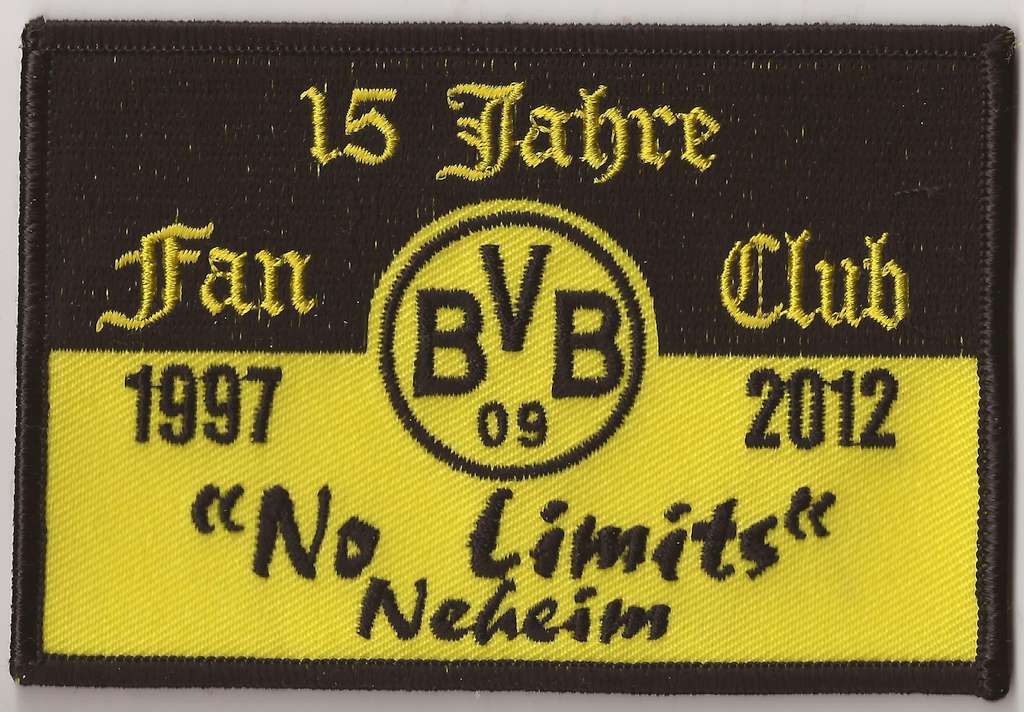 15 Jahre
Fan Club
BVB
09
1997 2012
“No Limits“
Neheim